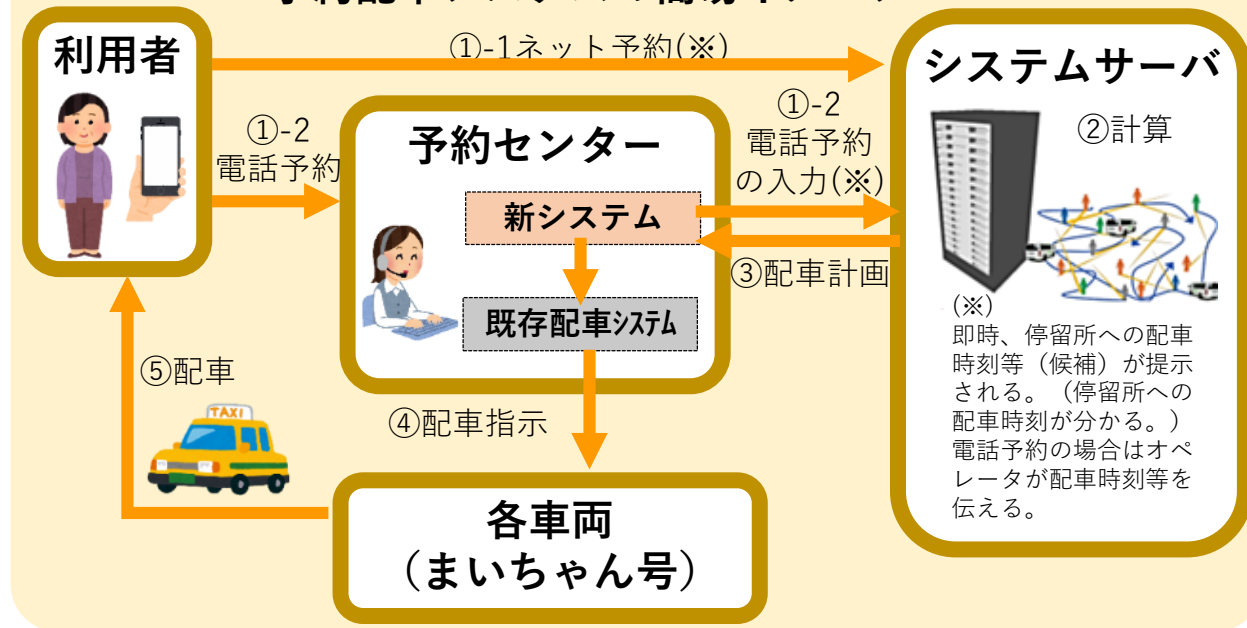 利用者
①-1ネット予約(※)
システムサーバ
②計算
①-2
電話予約
予約センター
新システム
既存配車ｼｽﾃﾑ
①-2
電話予約
の入力(※)
③配車計画
(※)
即時、停留所への配車
時刻等（候補）が提示
される。（停留所への
配車時刻が分かる。）
電話予約の場合はオペ
レータが配車時刻等を
伝える。
④配車指示
⑤配車
TAXI
各車両
（まいちゃん号）